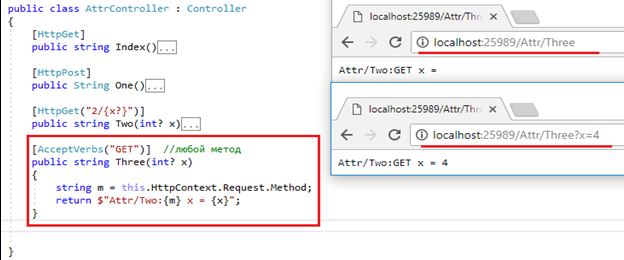 public class AttrController : Controller
{
[HttpGet]
public string Index()...
[HttpPost]
public String One()...
[HttpGet("2/{x?}")]
public string Two(int? x)...
[AcceptVerbs("GET")] //любой метод
public string Three(int? x)
{
string m = this.HttpContext.Request.Method;
return $"Attr/Two:{m} x = {x}";
}
}
localhost:25989/Attr/Thre
localhost:25989/Attr/Three
Attr/Two:GET x =
localhost:25989/Attr/Thre
localhost:25989/Attr/Three?x=4
Attr/Two:GET x = 4